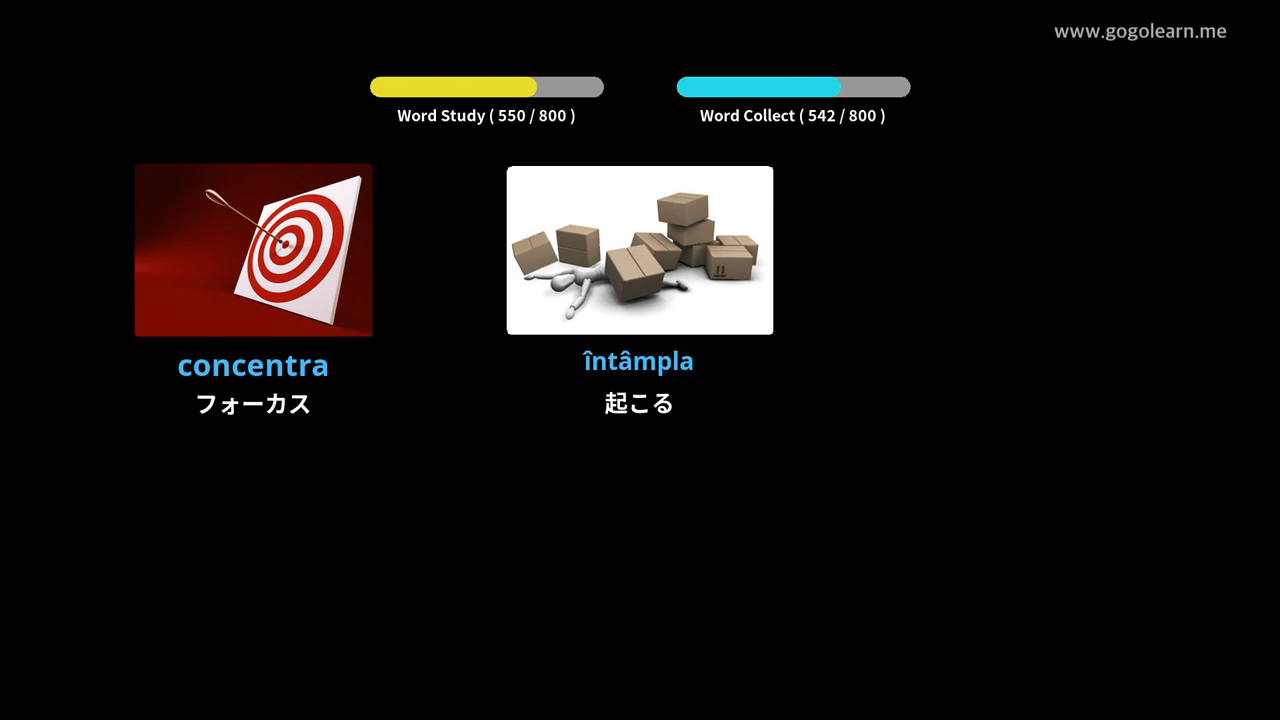 www.gogolearn.me
Word Study ( 550 / 800 )
Word Collect ( 542 / 800 )
concentra
フォーカス
întâmpla
起こる